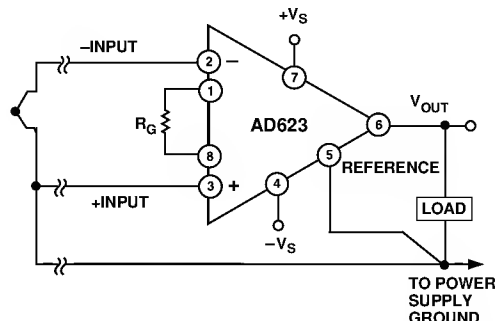 +VS
–INPUT
2
–
7
1
VOUT
RG
AD623
6
5
8
REFERENCE
3
+
4
+INPUT
LOAD
–VS
TO POWER
SUPPLY
GROUND